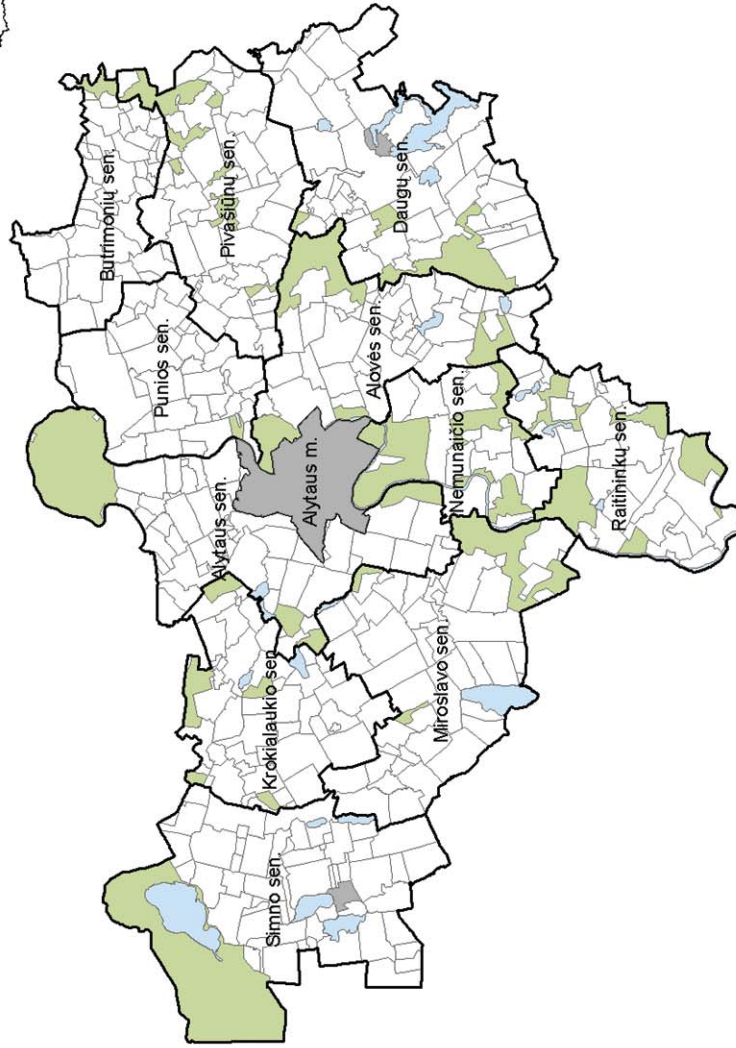 Butrimonių sen.
Pivašiūnų sen.
Daugų sen.
Punios sen.
Alovės sen.
Alytaus sen.
Alytaus m.
Nemunaičio sen.
Raitininkų sen.
Krokialaukio sen.
Miroslavo sen.
Simno sen.